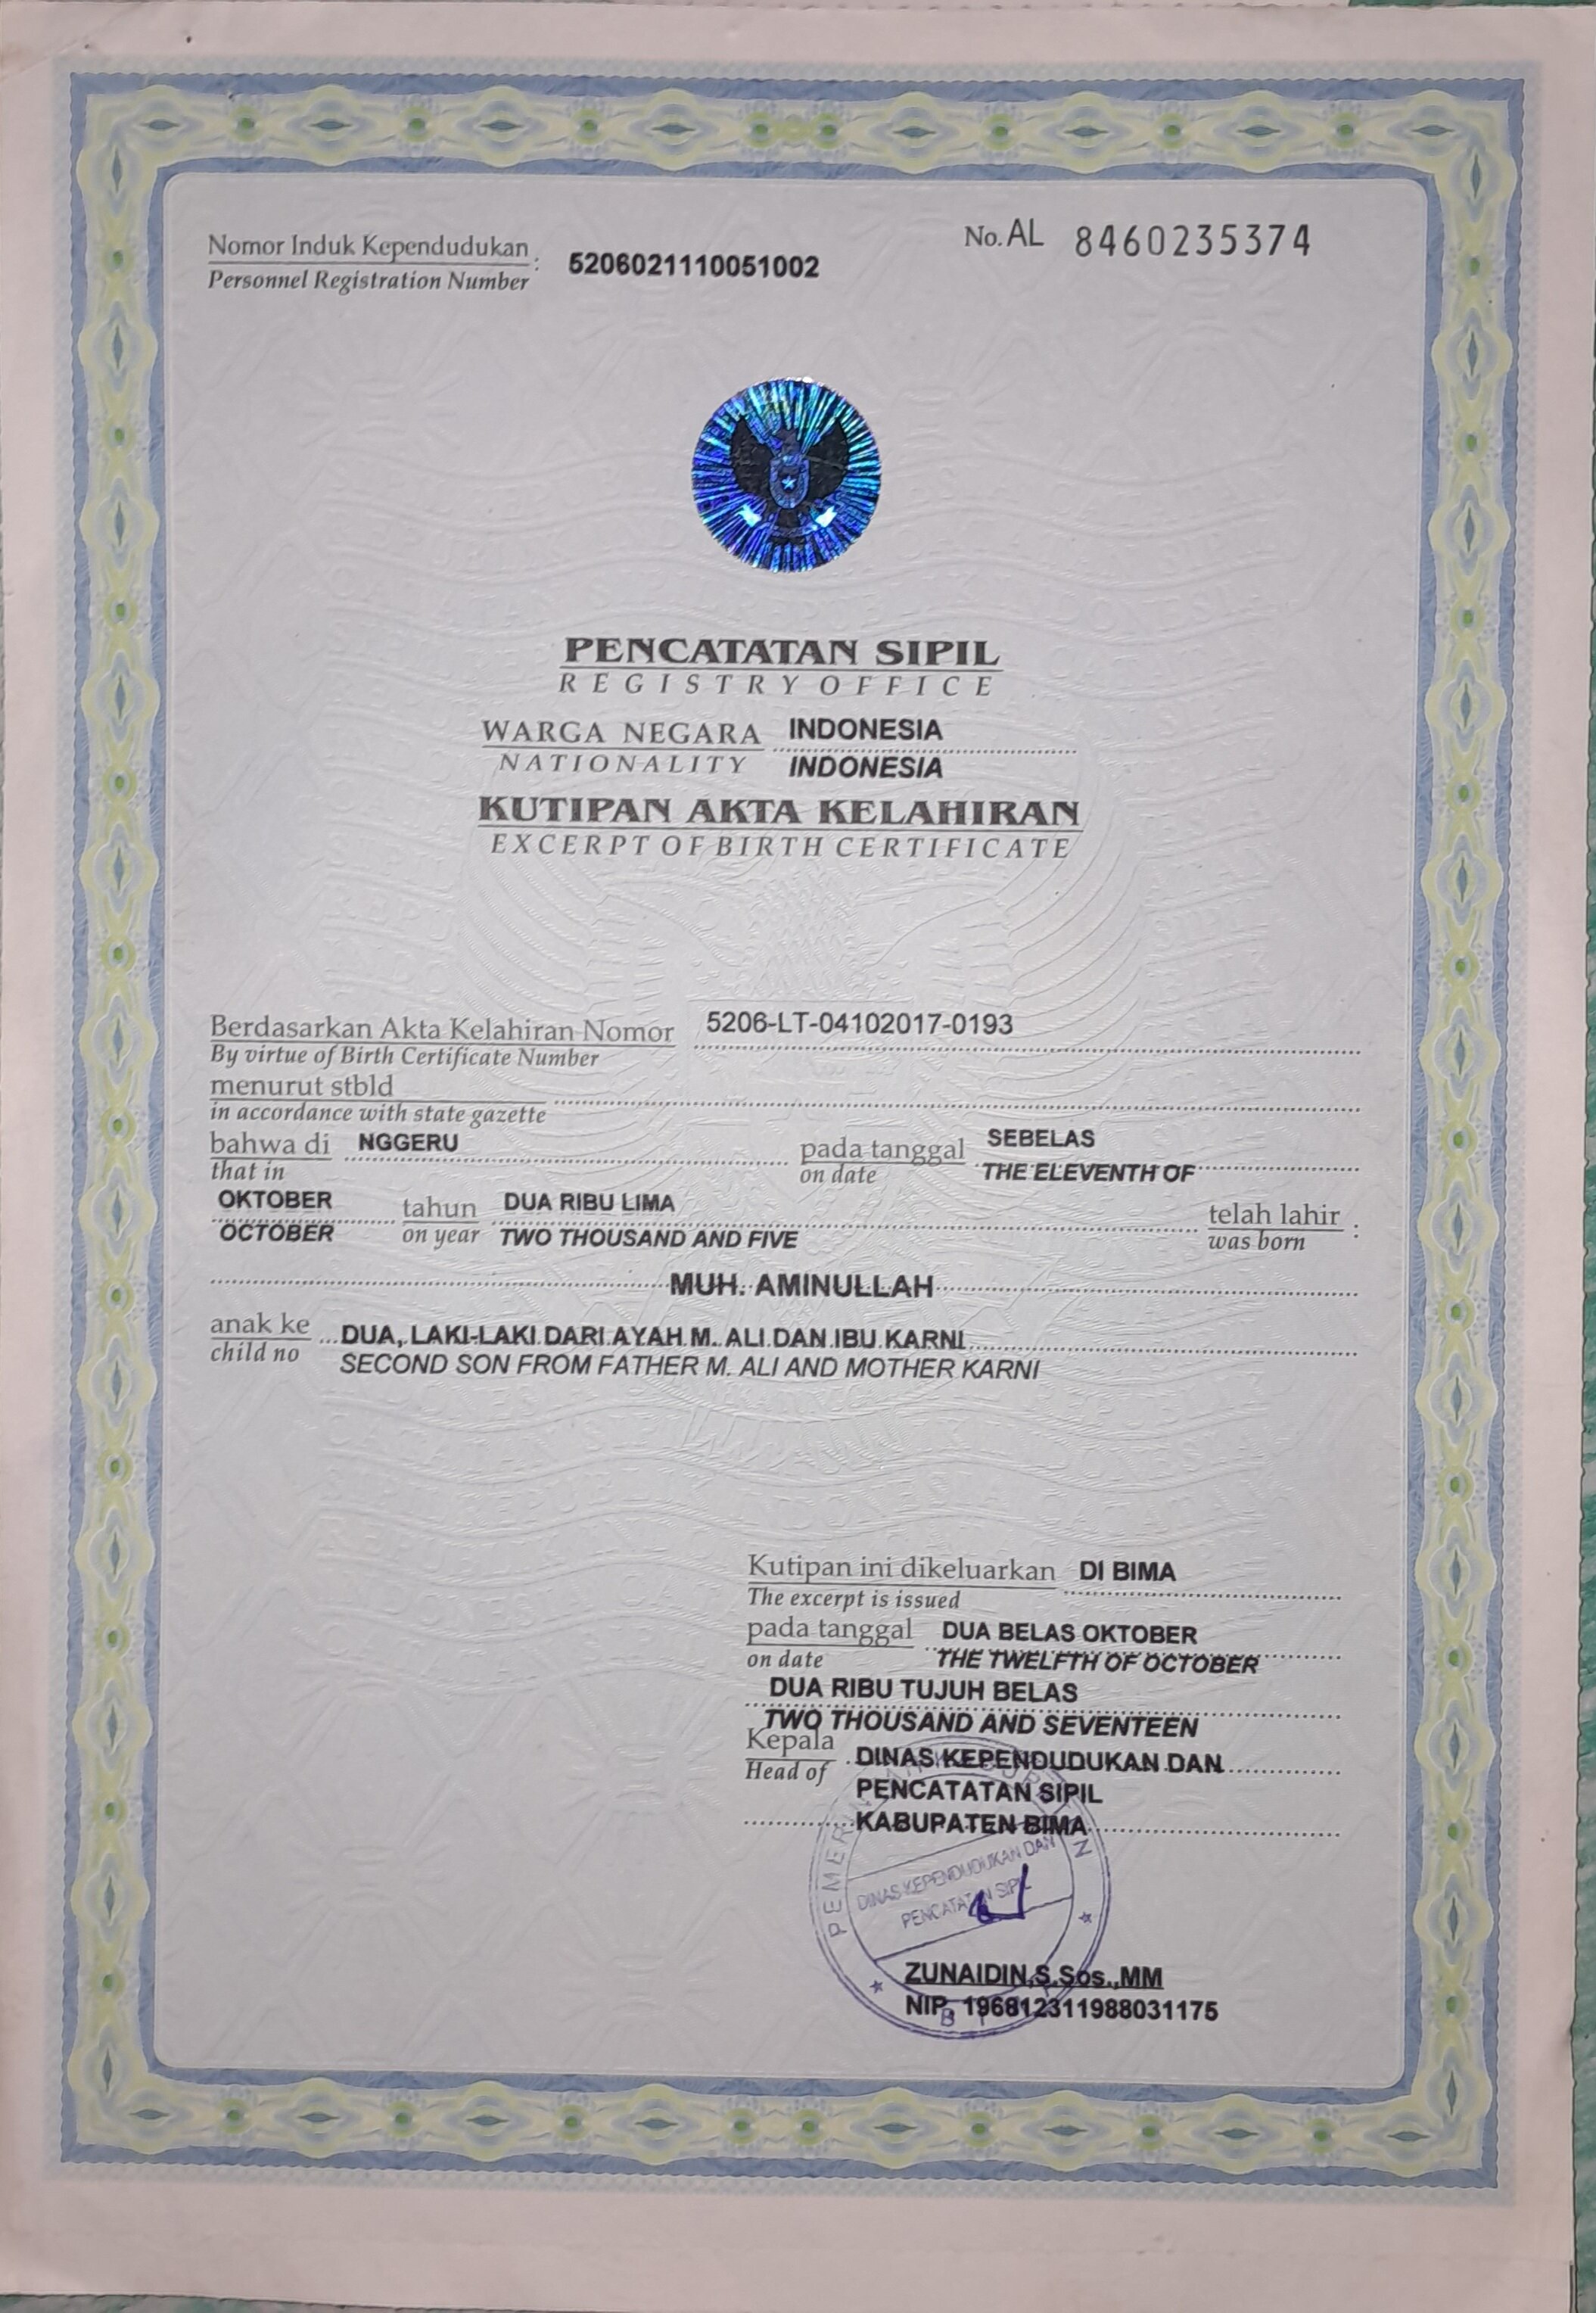 Nomor Induk Kependudukan : 5206021110051002
Personnel Registration Number
No. AL 8460235374
PENCATATAN SIPIL
REGISTRY OFFICE
WARGA NEGARA INDONESIA
NATIONALITY INDONESIA
KUTIPAN AKTA KELAHIRAN
EXCERPT OF BIRTH CERTIFICATE
Berdasarkan Akta Kelahiran Nomor 5206-LT-04102017-0193
By virtue of Birth Certificate Number
menurut stbld
in accordance with state gazette
bahwa di NGGERU pada tanggal SEBELAS
that in on date THE ELEVENTH OF
OKTOBER tahun DUA RIBU LIMA telah lahir :
OCTOBER on year TWO THOUSAND AND FIVE was born
MUH. AMINULLAH
anak ke DUA, LAKI-LAKI DARI AYAH M. ALI DAN IBU KARNI
child no SECOND SON FROM FATHER M. ALI AND MOTHER KARNI
Kutipan ini dikeluarkan DI BIMA
The excerpt is issued
pada tanggal DUA BELAS OKTOBER
on date THE TWELFTH OF OCTOBER
DUA RIBU TUJUH BELAS
TWO THOUSAND AND SEVENTEEN
Kepala DINAS KEPENDUDUKAN DAN
Head of
PENCATATAN SIPIL
KABUPATEN BIMA
DINAS KEPENDUDUKAN DAN
PENCATATAN SIPIL
ZUNAIDIN,S.Sos.,MM
NIP. 196812311988031175